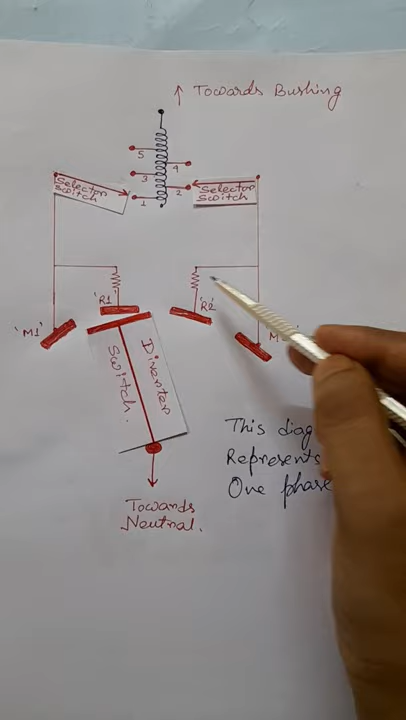 ↑ Towards Bushing
5
4
3
2
1
Selector
Switch
Selector
Switch
'R1'
'R2'
'M1'
M
Diverter
Switch.
This diag
Represents
One phase
Towards
Neutral.